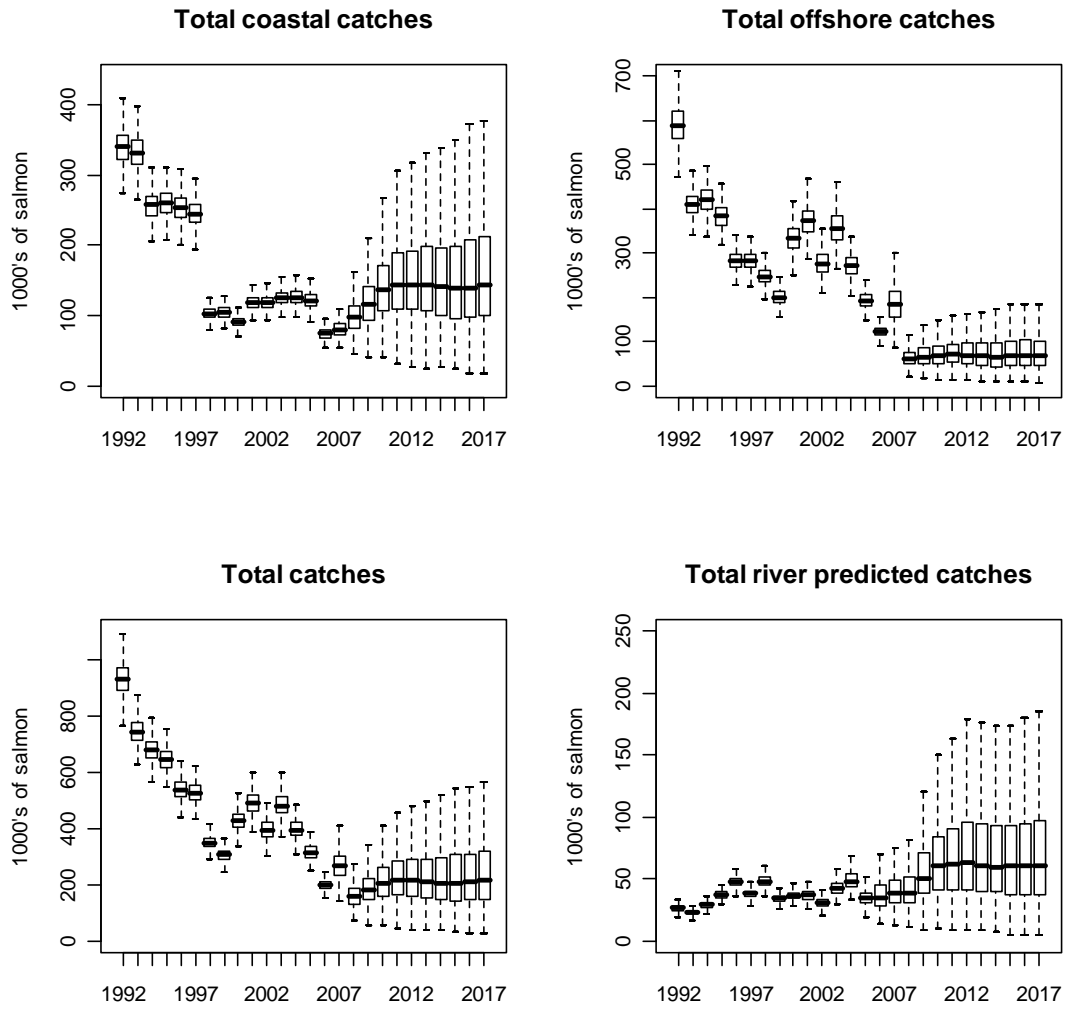 Total coastal catches
1000's of salmon
0 100 200 300 400
1992 1997 2002 2007 2012 2017
Total offshore catches
1000's of salmon
0 100 300 500 700
1992 1997 2002 2007 2012 2017
Total catches
1000's of salmon
0 200 400 600 800
1992 1997 2002 2007 2012 2017
Total river predicted catches
1000's of salmon
0 50 100 150 200 250
1992 1997 2002 2007 2012 2017